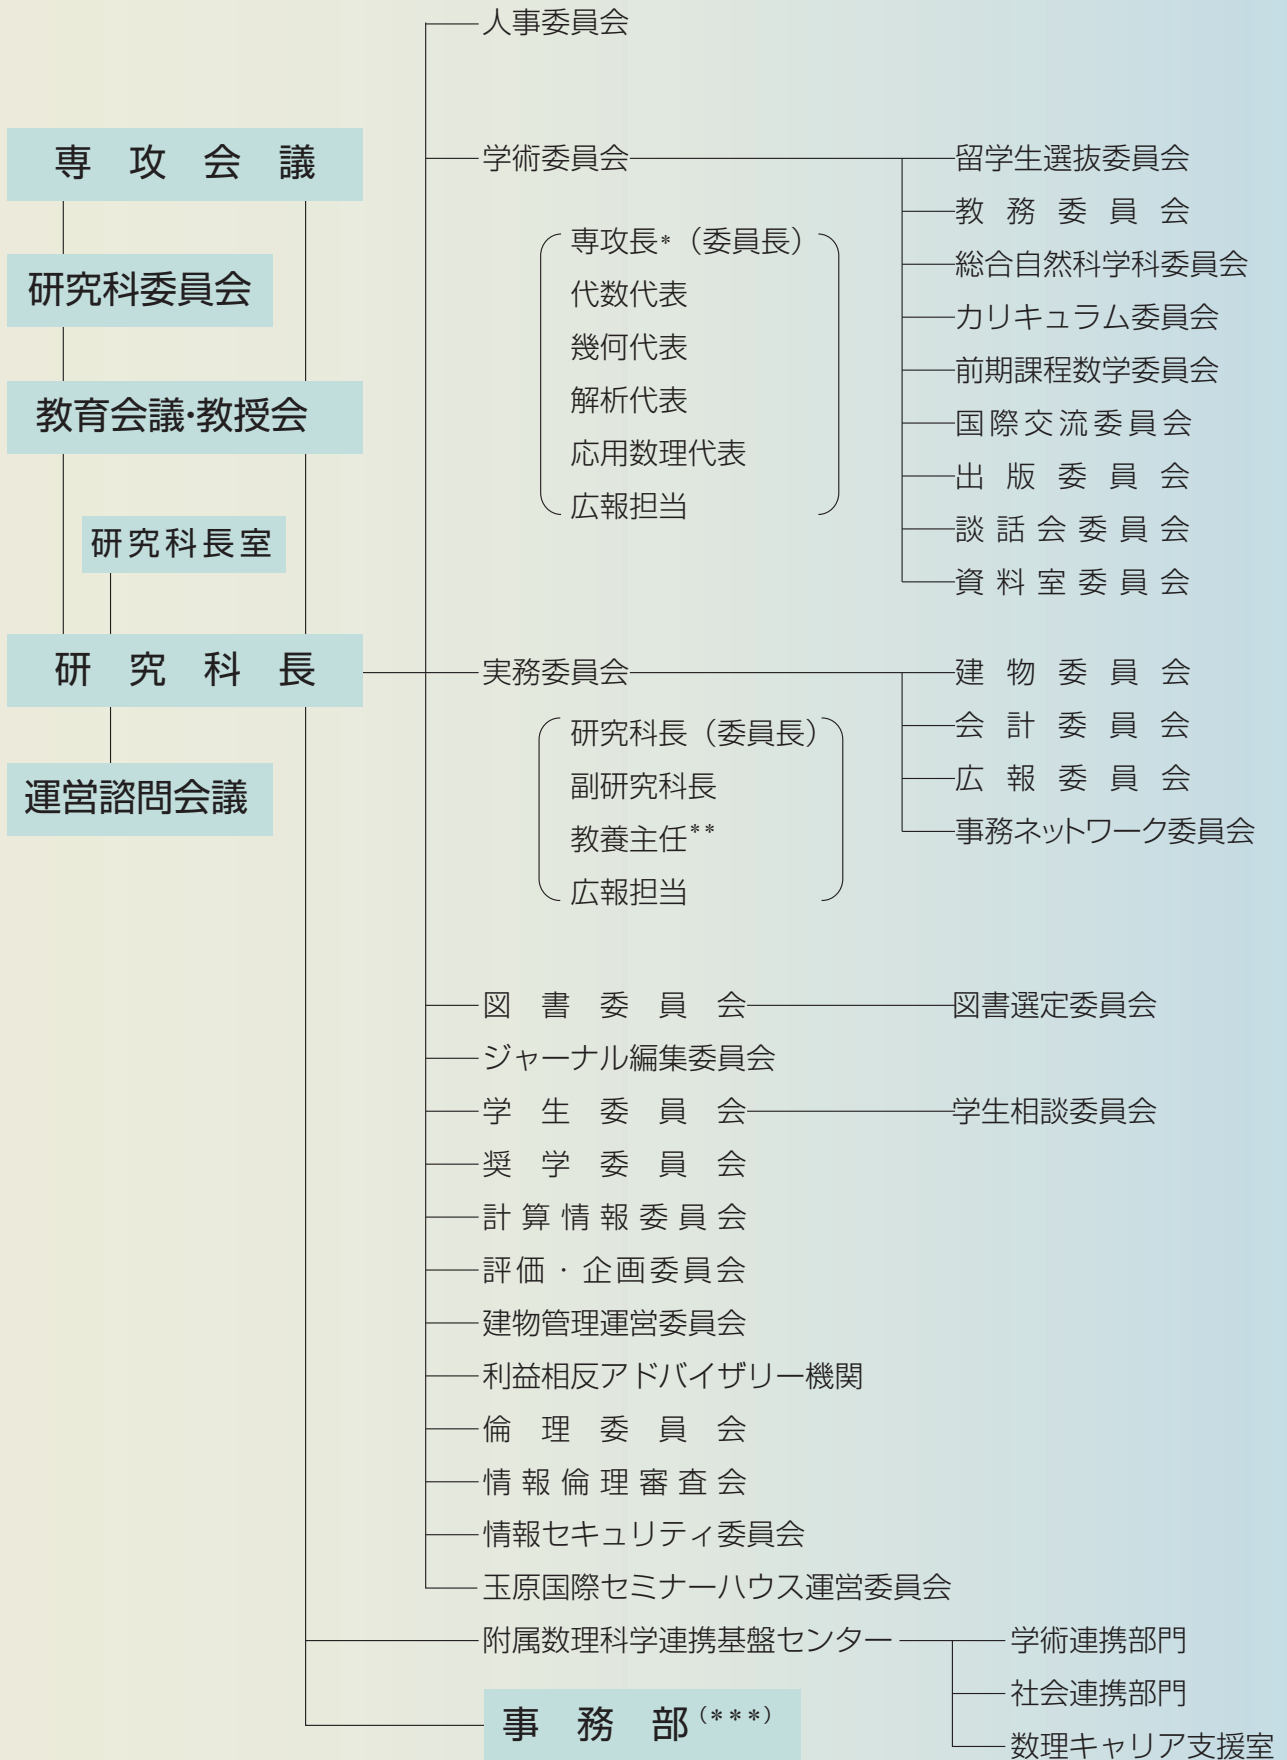 専攻会議
研究科委員会
教育会議・教授会
研究科長室
研究科長
運営諮問会議
人事委員会
学術委員会
専攻長*（委員長）
代数代表
幾何代表
解析代表
応用数理代表
広報担当
留学生選抜委員会
教務委員会
総合自然科学科委員会
カリキュラム委員会
前期課程数学委員会
国際交流委員会
出版委員会
談話会委員会
資料室委員会
実務委員会
研究科長（委員長）
副研究科長
教養主任**
広報担当
建物委員会
会計委員会
広報委員会
事務ネットワーク委員会
図書委員会
図書選定委員会
ジャーナル編集委員会
学生委員会
学生相談委員会
奨学委員会
計算情報委員会
評価・企画委員会
建物管理運営委員会
利益相反アドバイザリー機関
倫理委員会
情報倫理審査会
情報セキュリティ委員会
玉原国際セミナーハウス運営委員会
附属数理科学連携基盤センター
学術連携部門
社会連携部門
数理キャリア支援室
事務部(***)